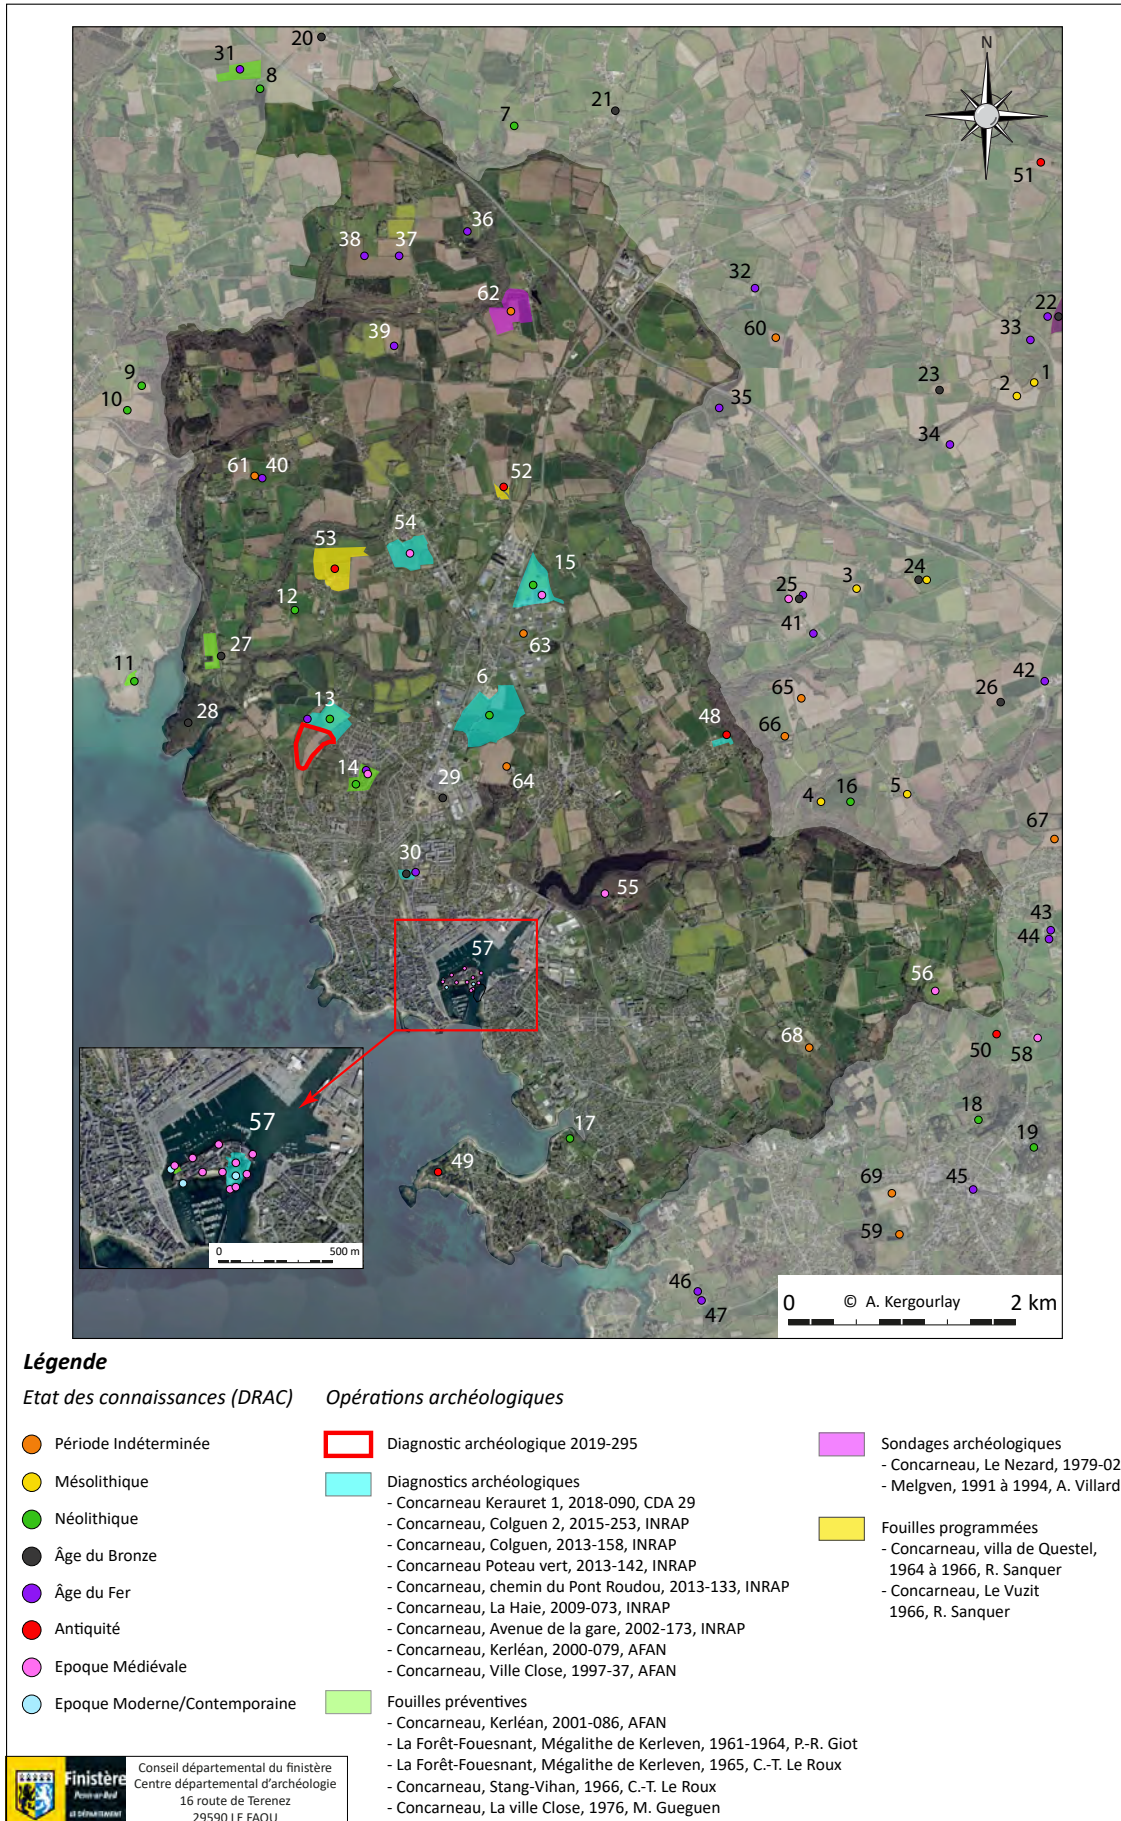 20
31
8
21
7
N
51
36
38
37
32
62
22
60
33
39
9
1
23
2
10
35
34
61
40
52
54
53
15
3
24
25
12
41
63
27
11
6
42
13
65
26
28
48
66
14
64
29
4
16
5
67
30
55
43
57
44
56
68
50
58
57
18
17
19
49
69
45
59
46
47
0
500 m
0
© A. Kergourlay
2 km
Légende
Etat des connaissances (DRAC)
Période Indéterminée
Mésolithique
Néolithique
Âge du Bronze
Âge du Fer
Antiquité
Epoque Médiévale
Epoque Moderne/Contemporaine
Opérations archéologiques
Diagnostic archéologique 2019-295
Diagnostics archéologiques
- Concarneau Kerauret 1, 2018-090, CDA 29
- Concarneau, Colguen 2, 2015-253, INRAP
- Concarneau, Colguen, 2013-158, INRAP
- Concarneau Poteau vert, 2013-142, INRAP
- Concarneau, chemin du Pont Roudou, 2013-133, INRAP
- Concarneau, La Haie, 2009-073, INRAP
- Concarneau, Avenue de la gare, 2002-173, INRAP
- Concarneau, Kerléan, 2000-079, AFAN
- Concarneau, Ville Close, 1997-37, AFAN
Fouilles préventives
- Concarneau, Kerléan, 2001-086, AFAN
- La Forêt-Fouesnant, Mégalithe de Kerleven, 1961-1964, P.-R. Giot
- La Forêt-Fouesnant, Mégalithe de Kerleven, 1965, C.-T. Le Roux
- Concarneau, Stang-Vihan, 1966, C.-T. Le Roux
- Concarneau, La ville Close, 1976, M. Gueguen
Sondages archéologiques
- Concarneau, Le Nezard, 1979-02
- Melgven, 1991 à 1994, A. Villard
Fouilles programmées
- Concarneau, villa de Questel,
1964 à 1966, R. Sanquer
- Concarneau, Le Vuzit
1966, R. Sanquer
Finistère
Penn-ar-Bed
LE DÉPARTEMENT
Conseil départemental du finistère
Centre départemental d'archéologie
16 route de Terenez
29590 LE FAOU